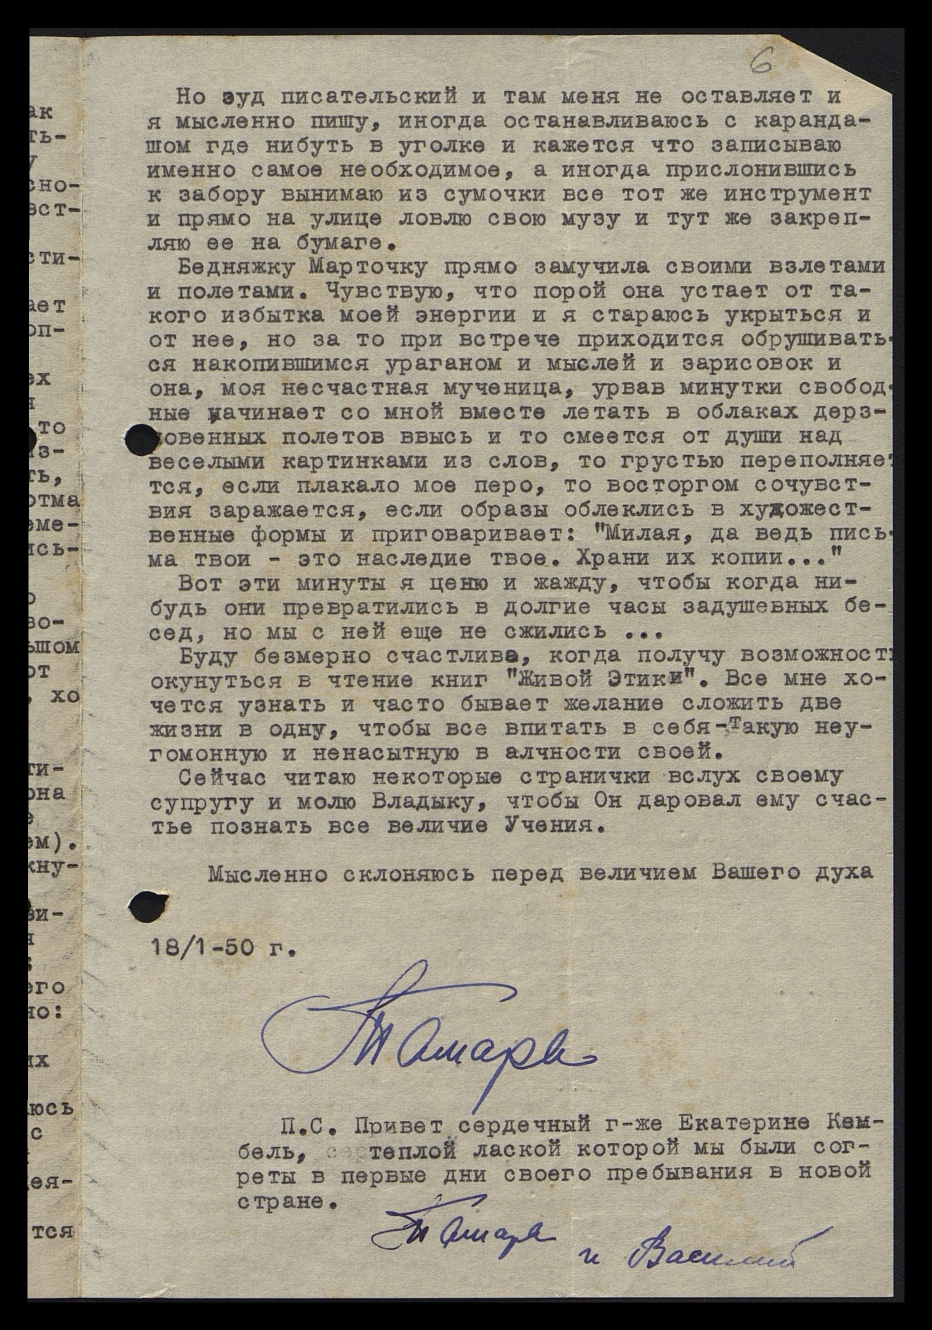 6
Но зуд писательский и там меня не оставляет и
я мысленно пишу, иногда останавливаюсь с каранда-
шом где нибуть в уголке и кажется что записываю
именно самое необходимое, а иногда прислонившись
к забору вынимаю из сумочки все тот же инструмент
и прямо на улице ловлю свою музу и тут же закреп-
ляю ее на бумаге.
Бедняжку Марточку прямо замучила своими взлетами
и полетами. Чувствую, что порой она устает от та-
кого избытка моей энергии и я стараюсь укрыться и
от нее, но за то при встрече приходится обрушивать-
ся накопившимся ураганом и мыслей и зарисовок и
она, моя несчастная мученица, урвав минутки свобод-
ные начинает со мной вместе летать в облаках дерз-
новенных полетов ввысь и то смеется от души над
веселыми картинками из слов, то грустью переполняет
тся, если плакало мое перо, то восторгом сочувст-
вия заражается, если образы облеклись в художест-
венные формы и приговаривает: "Милая, да ведь пись-
ма твои - это наследие твое. Храни их копии..."
Вот эти минуты я ценю и жажду, чтобы когда ни-
будь они превратились в долгие часы задушевных бе-
сед, но мы с ней еще не сжились ...
Буду безмерно счастлива, когда получу возможност
окунуться в чтение книг "Живой Этики". Все мне хо-
чется узнать и часто бывает желание сложить две
жизни в одну, чтобы все впитать в себя-такую неу-
гомонную и ненасытную в алчности своей.
Сейчас читаю некоторые странички вслух своему
супругу и молю Владыку, чтобы Он даровал ему счас-
тье познать все величие Учения.
Мысленно склоняюсь перед величием Вашего духа
18/1-50 г.
Тамара
П.С. Привет сердечный г-же Екатерине Кем-
бель, теплой лаской которой мы были сог-
реты в первые дни своего пребывания в новой
стране.
Тамара
и Василий